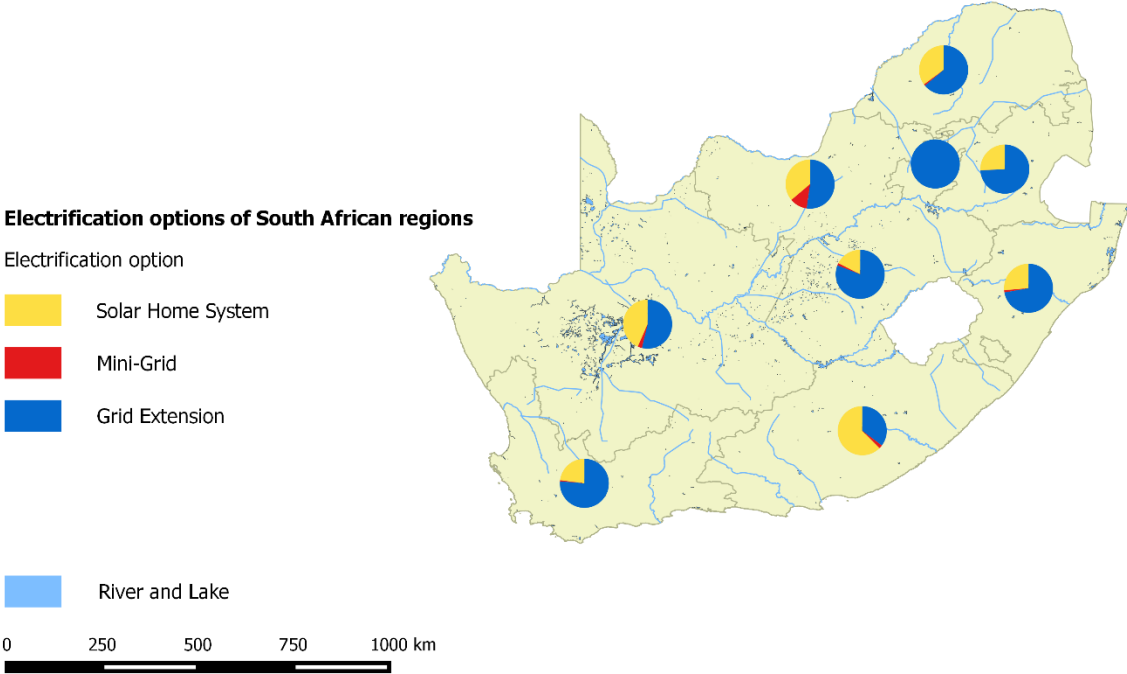 Electrification options of South African regions
Electrification option
Solar Home System
Mini-Grid
Grid Extension
River and Lake
0 250 500 750 1000 km